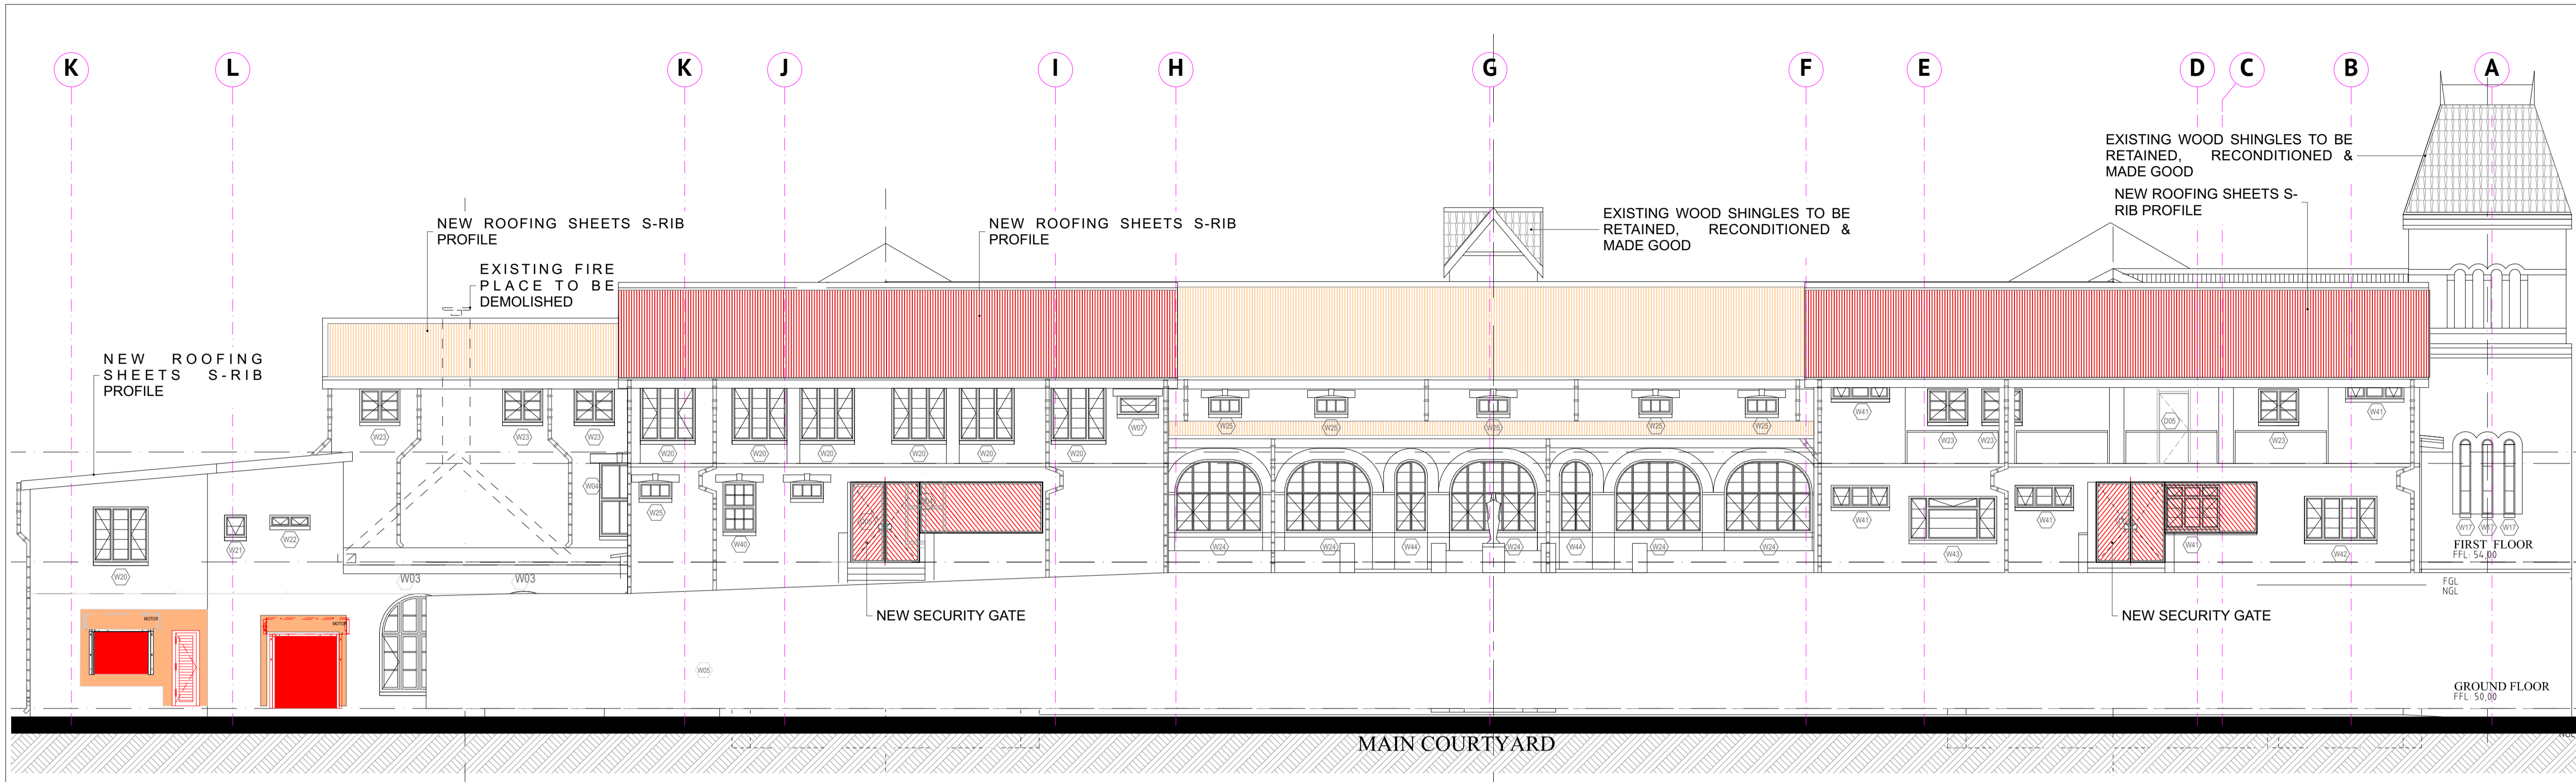 K
L
K
J
I
H
G
F
E
D
C
B
A
EXISTING WOOD SHINGLES TO BE
RETAINED, RECONDITIONED &
MADE GOOD
NEW ROOFING SHEETS S-
RIB PROFILE
NEW ROOFING SHEETS S-RIB
PROFILE
NEW ROOFING SHEETS S-RIB
PROFILE
EXISTING WOOD SHINGLES TO BE
RETAINED, RECONDITIONED &
MADE GOOD
EXISTING FIRE
PLACE TO BE
DEMOLISHED
NEW ROOFING
SHEETS S-RIB
PROFILE
W23
W23
W23
W20
W20
W20
W20
W20
W20
W07
W25
W25
W25
W25
W25
W41
W23
W23
D05
W23
W41
W04
W25
W40
W21
W22
W20
W24
W24
W44
W24
W44
W24
W24
W41
W43
W41
W41
W42
W17
W17
W17
FIRST FLOOR
FFL: 54,00
W03
W03
FGL
NGL
NEW SECURITY GATE
NEW SECURITY GATE
MOTOR
MOTOR
W05
GROUND FLOOR
FFL: 50,00
MAIN COURTYARD
NGL